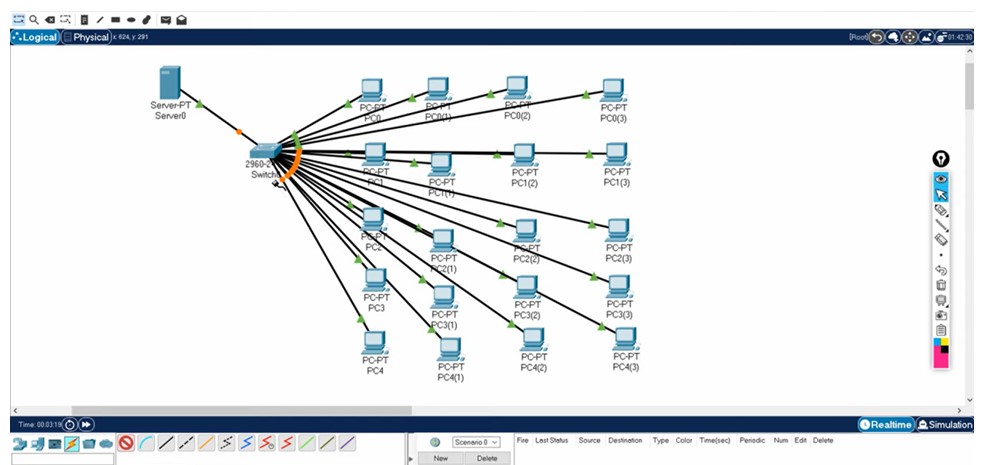 Logical Physical x: 624, y: 291 [Root] 01:42:30
Server-PT
Server0
2960-2
Switch
PC-PT
PC0
PC-PT
PC0(1)
PC-PT
PC0(2)
PC-PT
PC0(3)
PC-PT
PC1
PC-PT
PC1(1)
PC-PT
PC1(2)
PC-PT
PC1(3)
PC-PT
PC2
PC-PT
PC2(1)
PC-PT
PC2(2)
PC-PT
PC2(3)
PC-PT
PC3
PC-PT
PC3(1)
PC-PT
PC3(2)
PC-PT
PC3(3)
PC-PT
PC4
PC-PT
PC4(1)
PC-PT
PC4(2)
PC-PT
PC4(3)
Time: 00:03:19 Realtime Simulation
Scenario 0 Fire Last Status Source Destination Type Color Time(sec) Periodic Num Edit Delete
New Delete